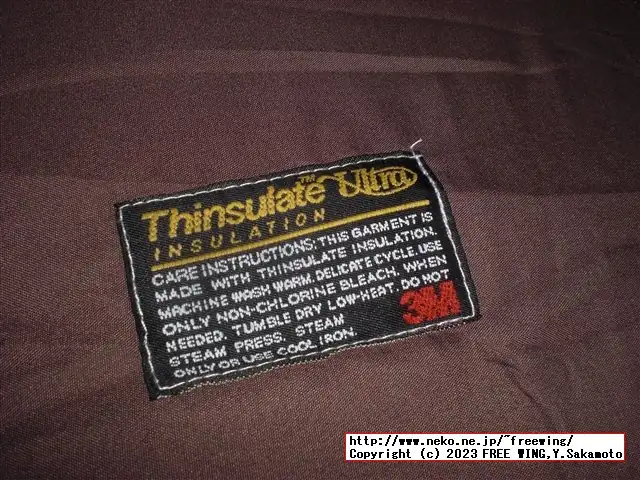 Thinsulate™ Ultra
INSULATION
CARE INSTRUCTIONS: THIS GARMENT IS
MADE WITH THINSULATE INSULATION.
MACHINE WASH WARM, DELICATE CYCLE. USE
ONLY NON-CHLORINE BLEACH, WHEN
NEEDED. TUMBLE DRY LOW-HEAT. DO NOT
STEAM PRESS. STEAM
ONLY OR USE COOL IRON.
3M
http://www.neko.ne.jp/~freewing/
Copyright (c) 2023 FREE WING,Y.Sakamoto